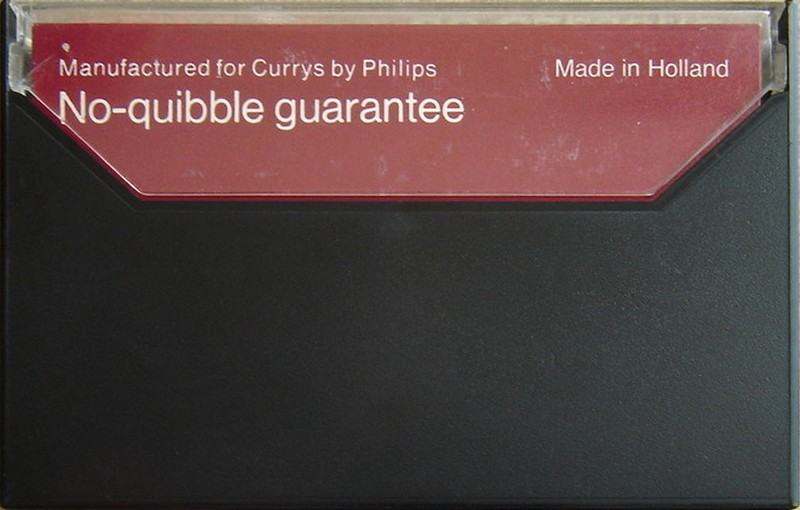 Manufactured for Currys by Philips
Made in Holland
No-quibble guarantee